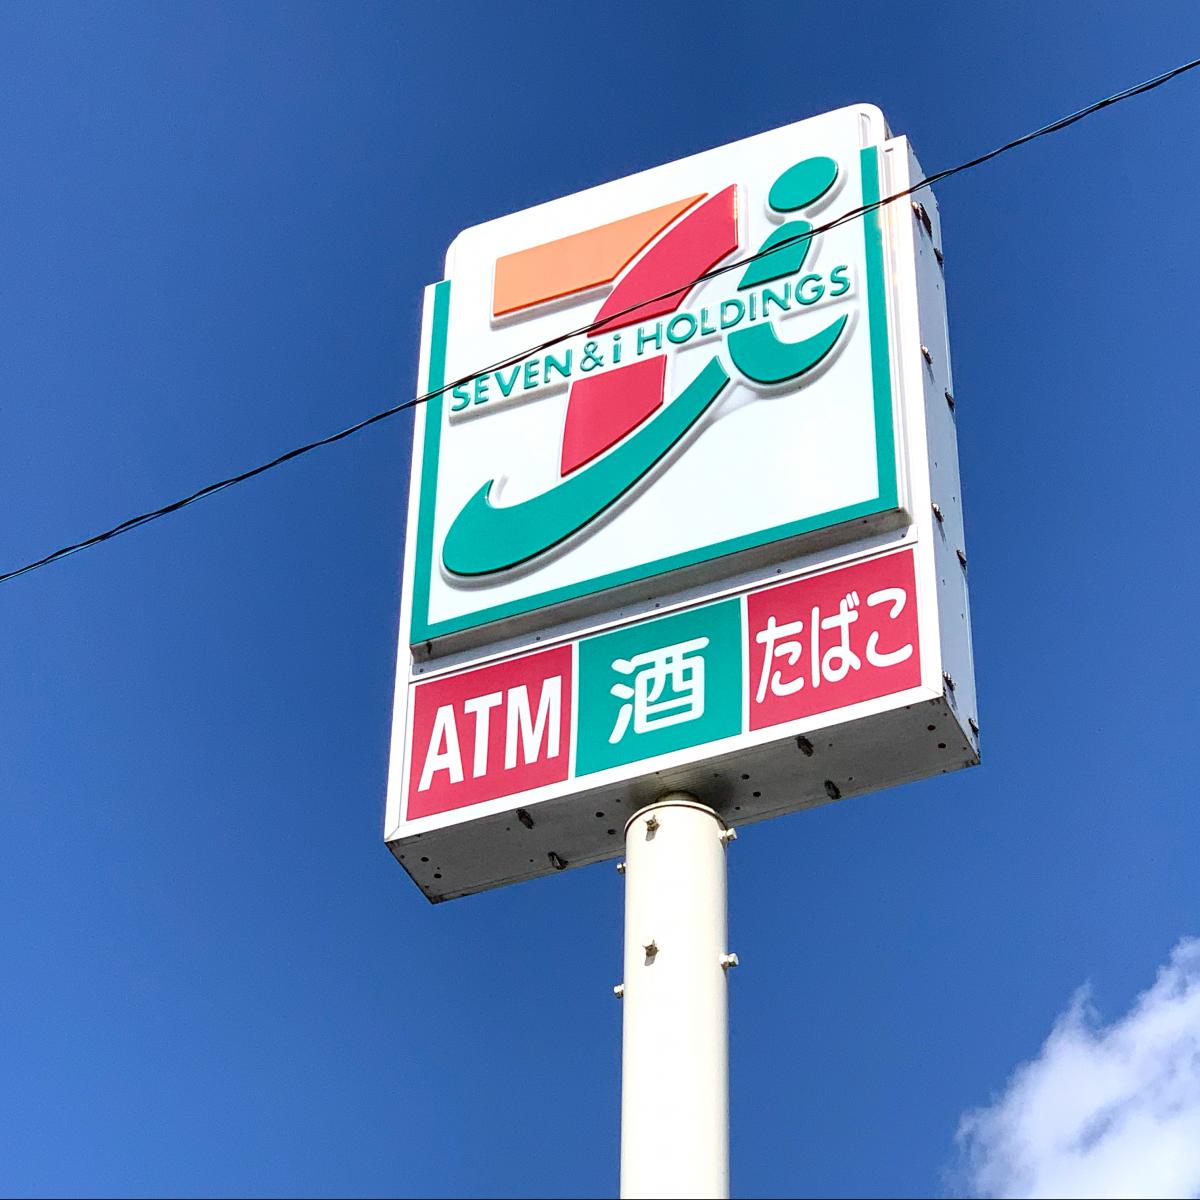 SEVEN & i HOLDINGS
ATM 酒 たばこ